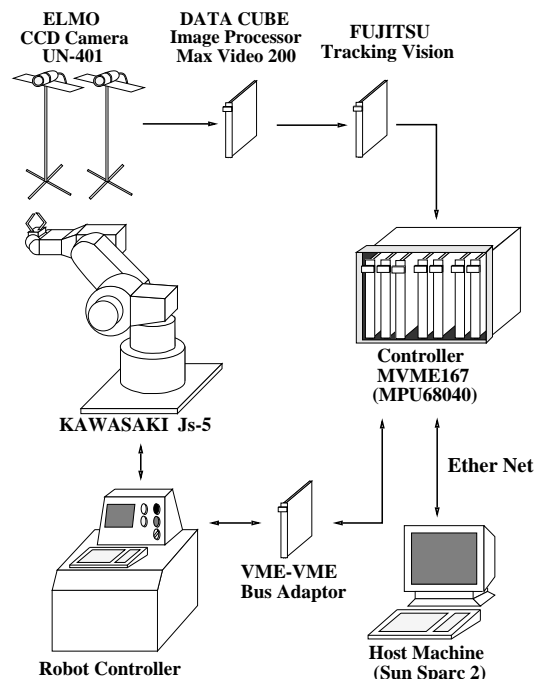 ELMO
CCD Camera
UN-401
DATA CUBE
Image Processor
Max Video 200
FUJITSU
Tracking Vision
Controller
MVME167
(MPU68040)
KAWASAKI Js-5
Ether Net
VME-VME
Bus Adaptor
Robot Controller
Host Machine
(Sun Sparc 2)